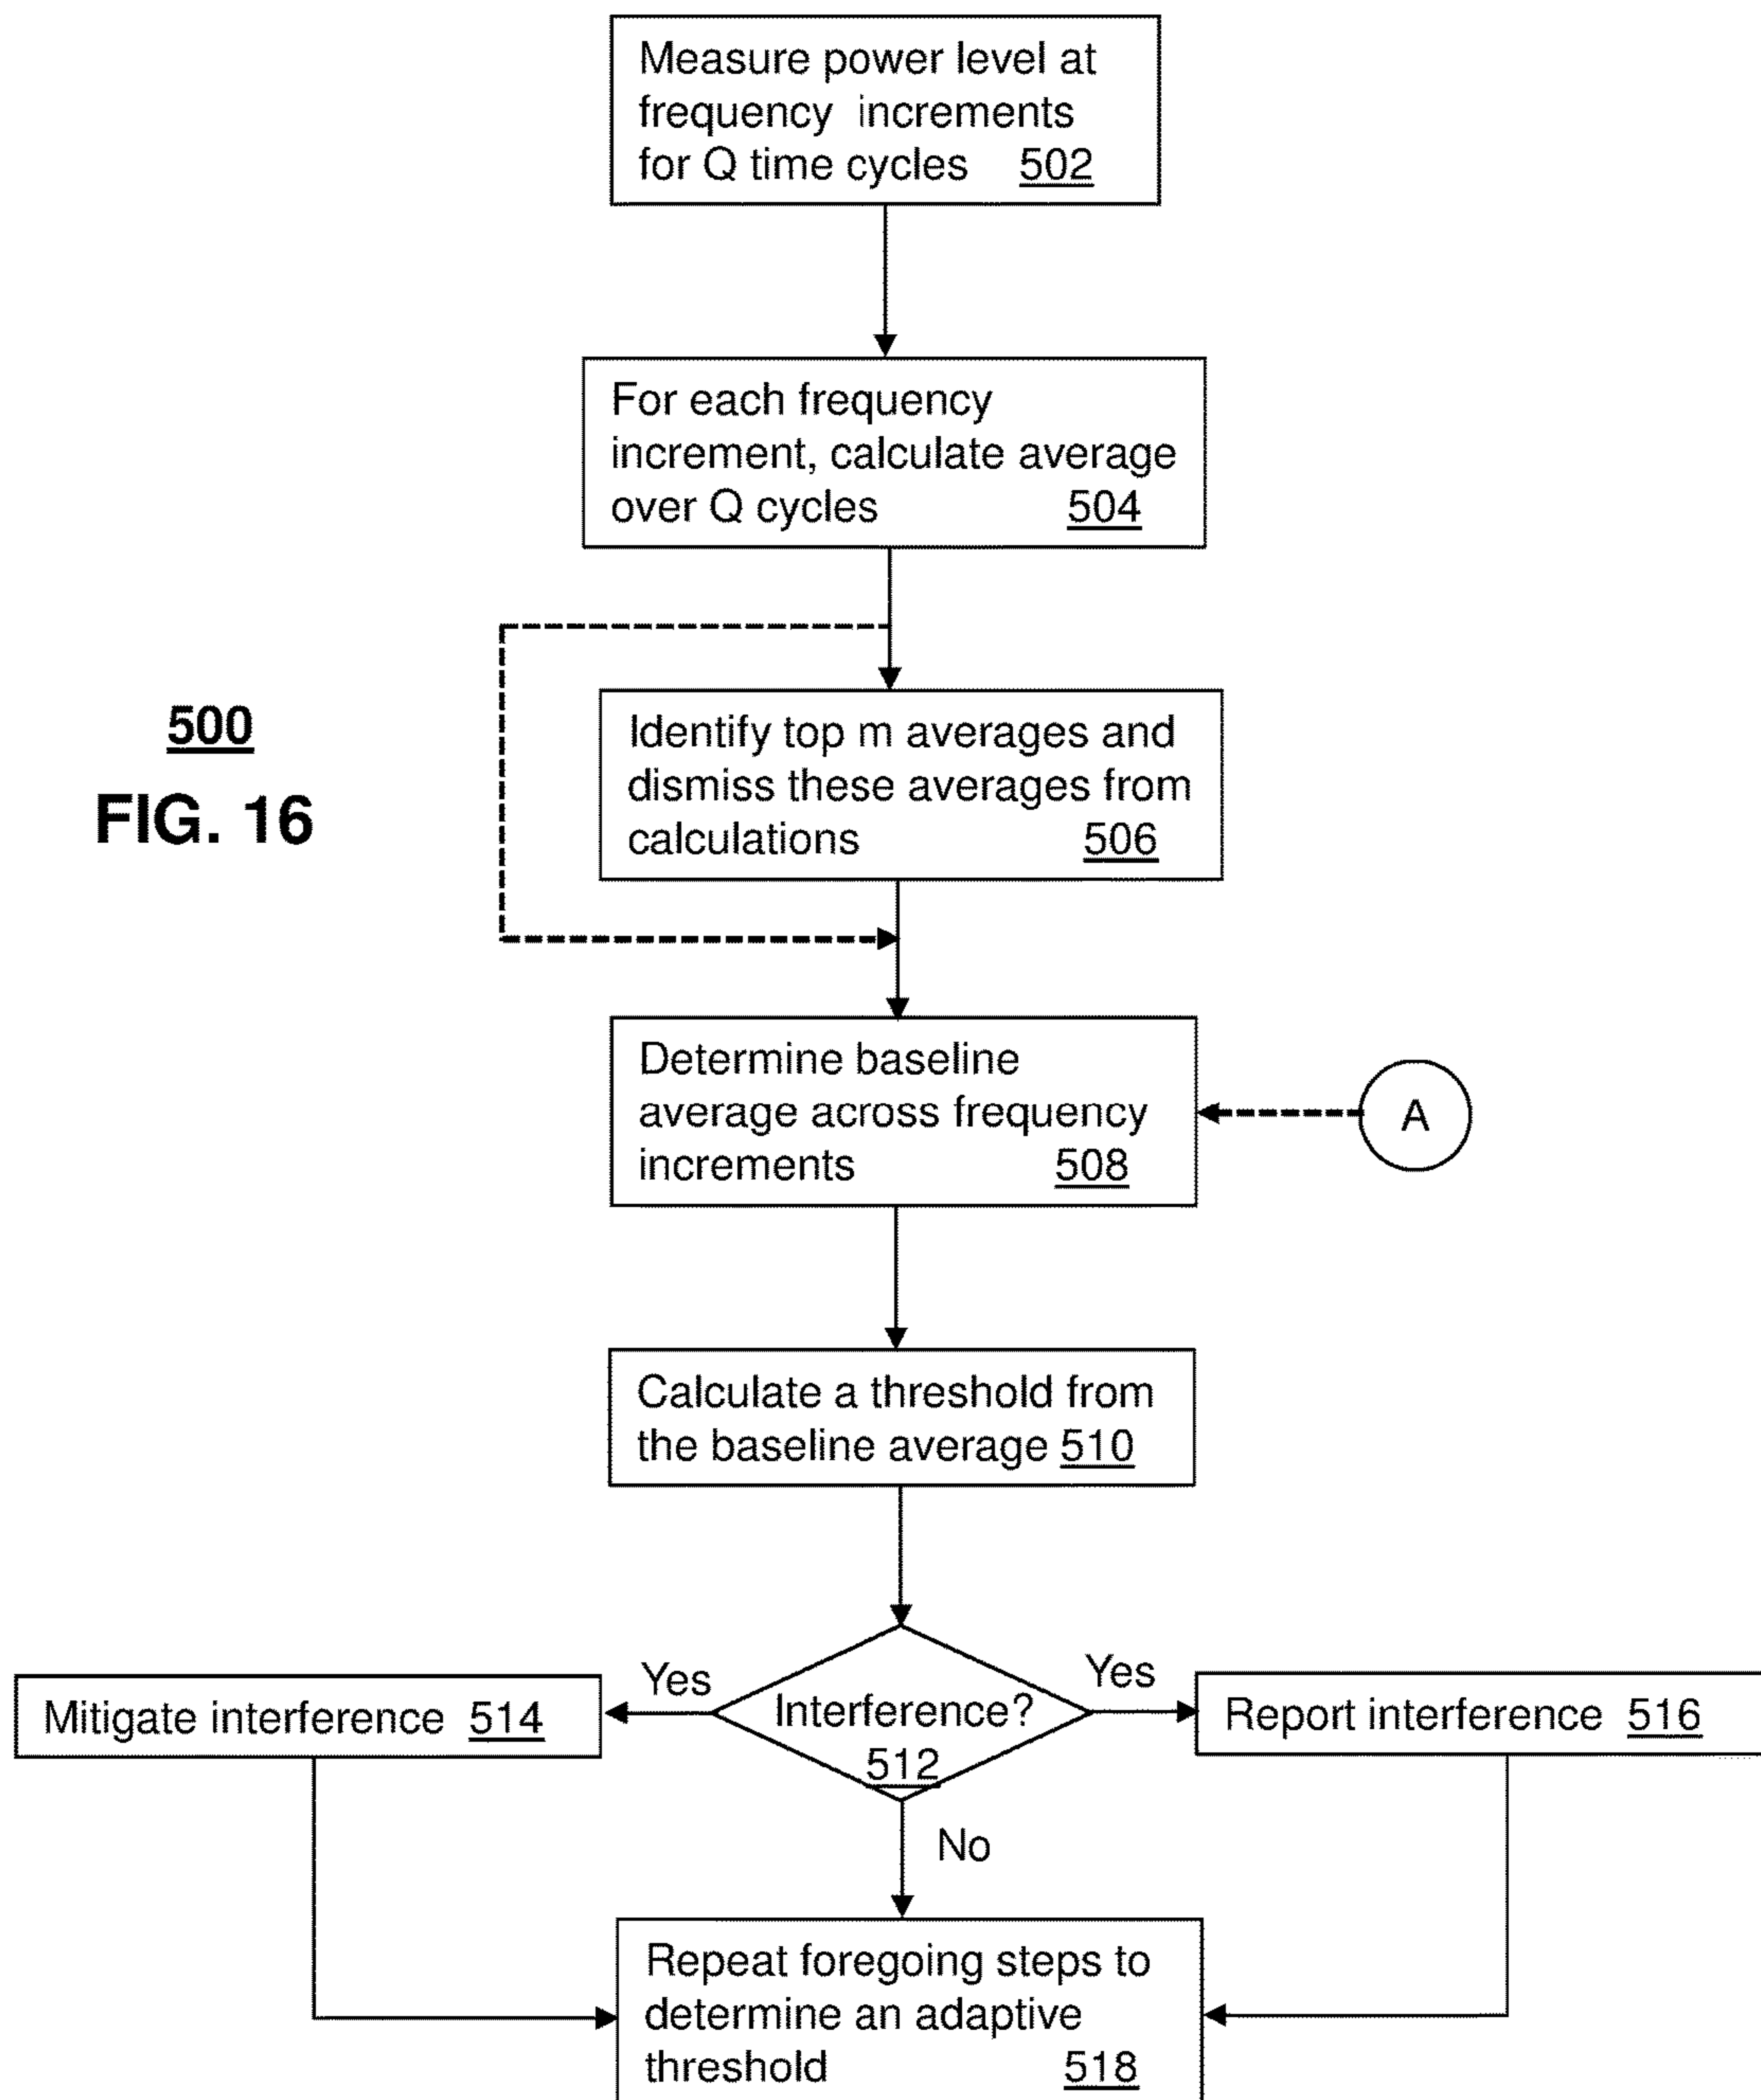 Measure power level at
frequency increments
for Q time cycles 502
For each frequency
increment, calculate average
over Q cycles 504
500
FIG. 16
Identify top m averages and
dismiss these averages from
calculations 506
Determine baseline
average across frequency
increments 508
A
Calculate a threshold from
the baseline average 510
Yes
Yes
Mitigate interference 514
Interference?
512
Report interference 516
No
Repeat foregoing steps to
determine an adaptive
threshold 518